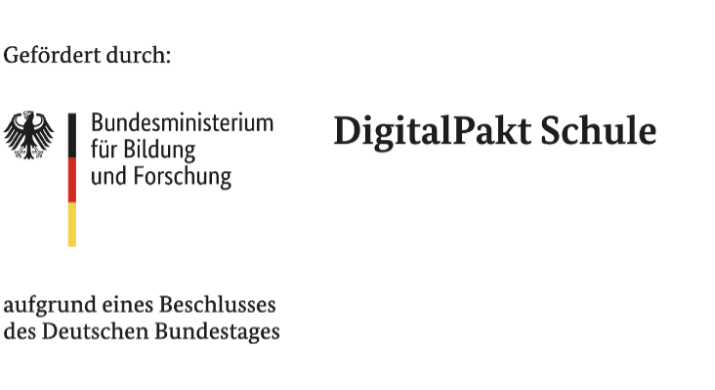 Gefördert durch:
Bundesministerium
für Bildung
und Forschung
DigitalPakt Schule
aufgrund eines Beschlusses
des Deutschen Bundestages